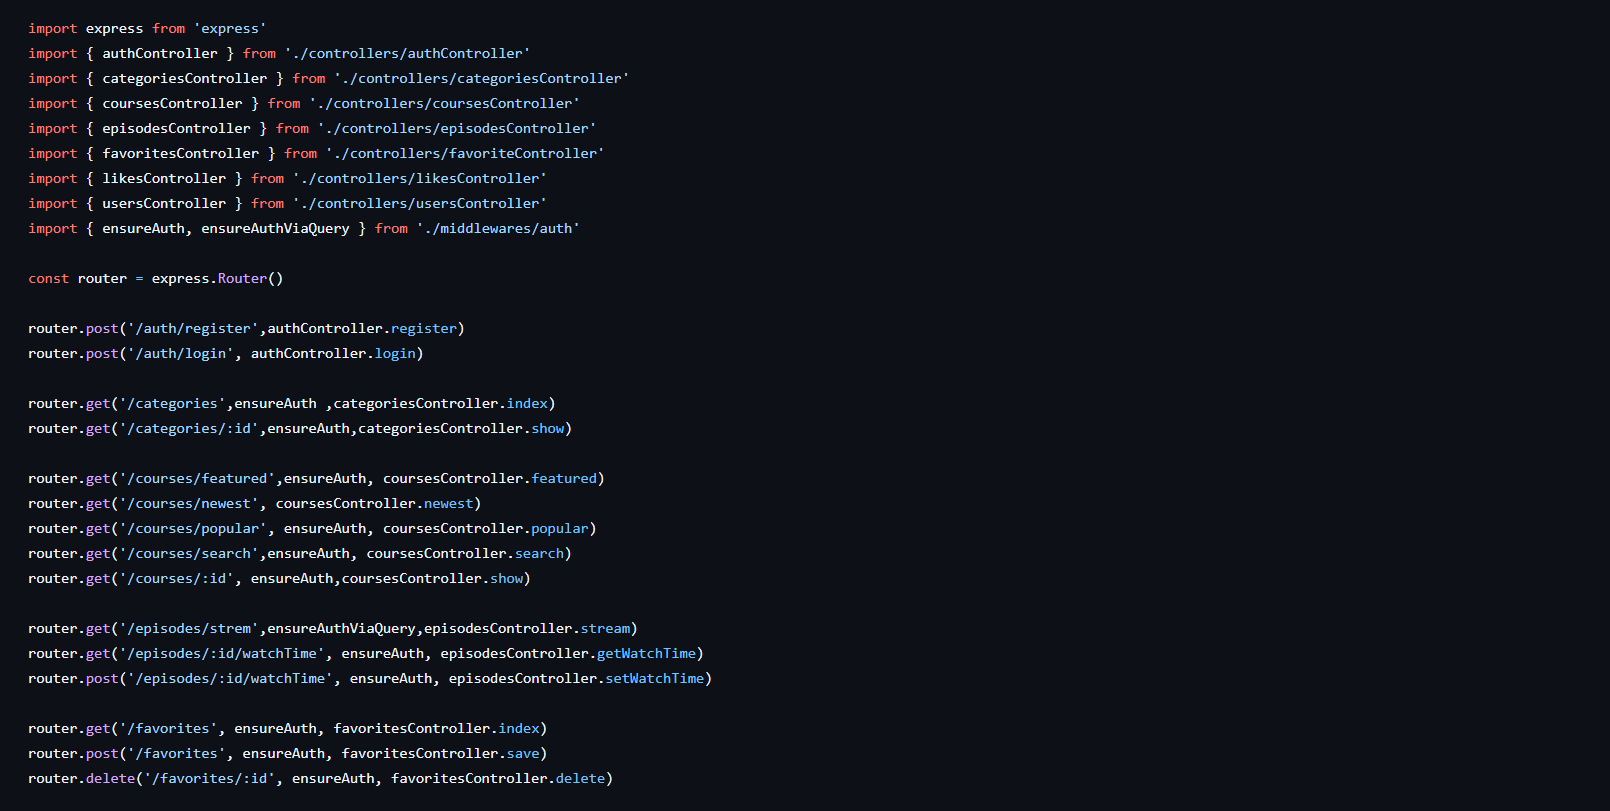 import express from 'express'
import { authController } from './controllers/authController'
import { categoriesController } from './controllers/categoriesController'
import { coursesController } from './controllers/coursesController'
import { episodesController } from './controllers/episodesController'
import { favoritesController } from './controllers/favoriteController'
import { likesController } from './controllers/likesController'
import { usersController } from './controllers/usersController'
import { ensureAuth, ensureAuthViaQuery } from './middlewares/auth'
const router = express.Router()
router.post('/auth/register',authController.register)
router.post('/auth/login', authController.login)
router.get('/categories',ensureAuth ,categoriesController.index)
router.get('/categories/:id',ensureAuth,categoriesController.show)
router.get('/courses/featured',ensureAuth, coursesController.featured)
router.get('/courses/newest', coursesController.newest)
router.get('/courses/popular', ensureAuth, coursesController.popular)
router.get('/courses/search',ensureAuth, coursesController.search)
router.get('/courses/:id', ensureAuth,coursesController.show)
router.get('/episodes/strem',ensureAuthViaQuery,episodesController.stream)
router.get('/episodes/:id/watchTime', ensureAuth, episodesController.getWatchTime)
router.post('/episodes/:id/watchTime', ensureAuth, episodesController.setWatchTime)
router.get('/favorites', ensureAuth, favoritesController.index)
router.post('/favorites', ensureAuth, favoritesController.save)
router.delete('/favorites/:id', ensureAuth, favoritesController.delete)